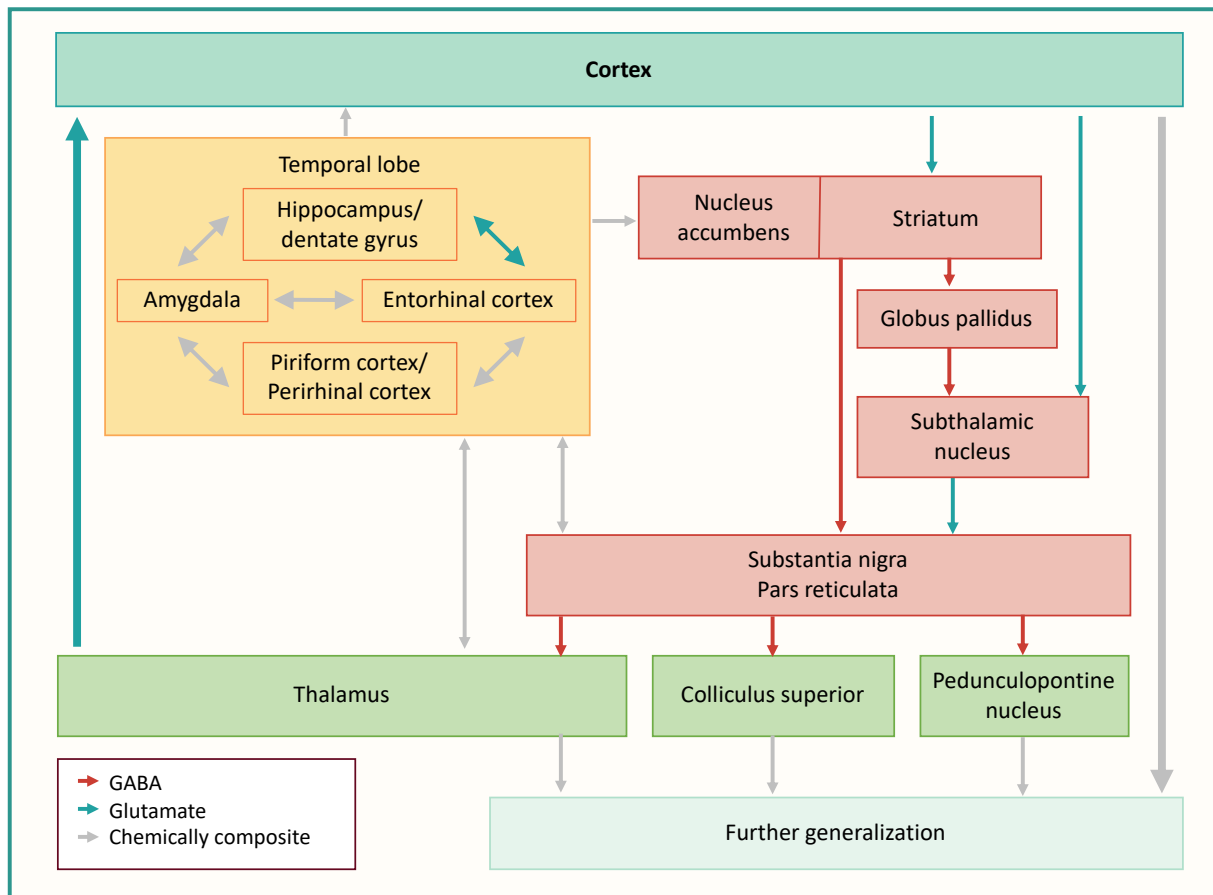 Cortex
Temporal lobe
Hippocampus/
dentate gyrus
Amygdala
Entorhinal cortex
Piriform cortex/
Perirhinal cortex
Nucleus
accumbens
Striatum
Globus pallidus
Subthalamic
nucleus
Substantia nigra
Pars reticulata
Thalamus
Colliculus superior
Pedunculopontine
nucleus
GABA
Glutamate
Chemically composite
Further generalization